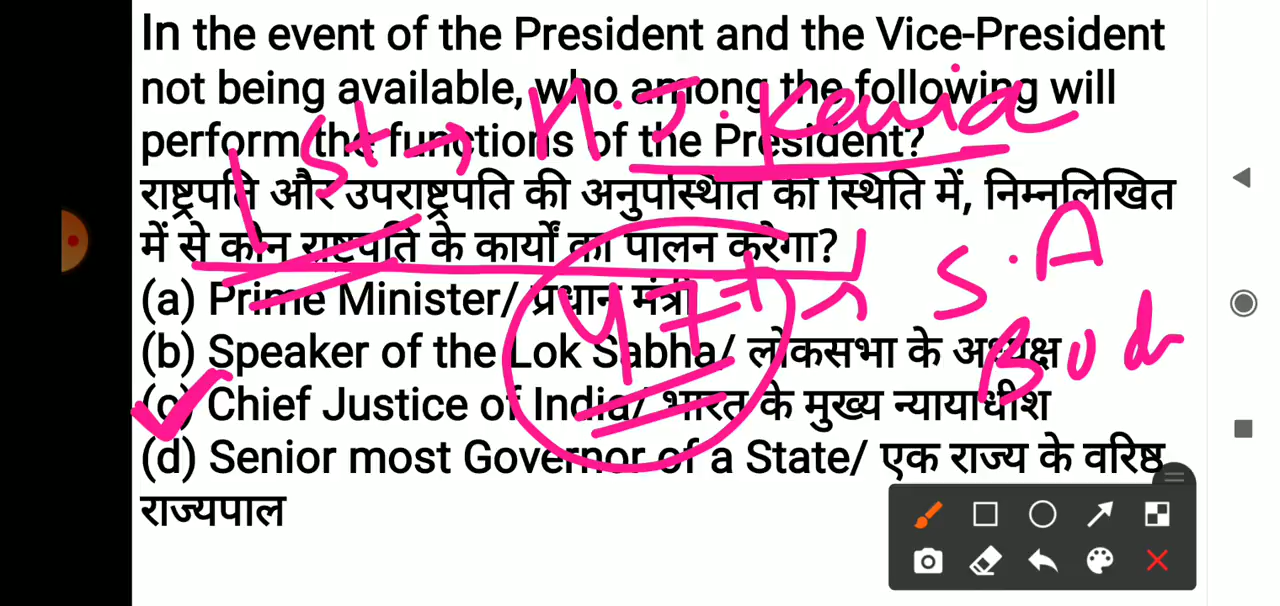 In the event of the President and the Vice-President
not being available, who among the following will
perform the functions of the President?
राष्ट्रपति और उपराष्ट्रपति की अनुपस्थिति की स्थिति में, निम्नलिखित
में से कौन राष्ट्रपति के कार्यों का पालन करेगा?
(a) Prime Minister/ प्रधान मंत्री
(b) Speaker of the Lok Sabha/ लोकसभा के अध्यक्ष
(c) Chief Justice of India/ भारत के मुख्य न्यायाधीश
(d) Senior most Governor of a State/ एक राज्य के वरिष्ठ
राज्यपाल
1st → H.J. Kania
47
S.A